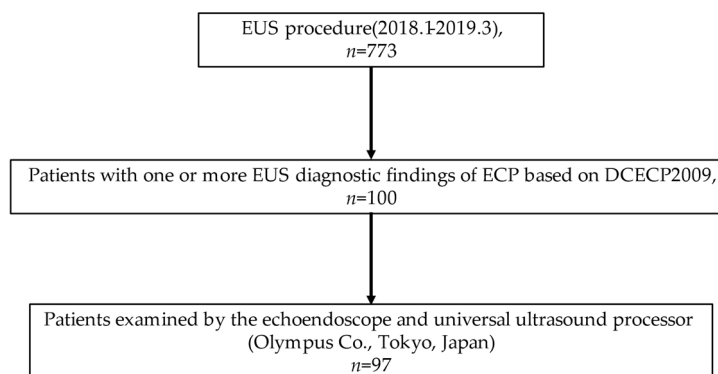 EUS procedure(2018.1-2019.3),
n=773
Patients with one or more EUS diagnostic findings of ECP based on DCECP2009,
n=100
Patients examined by the echoendoscope and universal ultrasound processor
(Olympus Co., Tokyo, Japan)
n=97